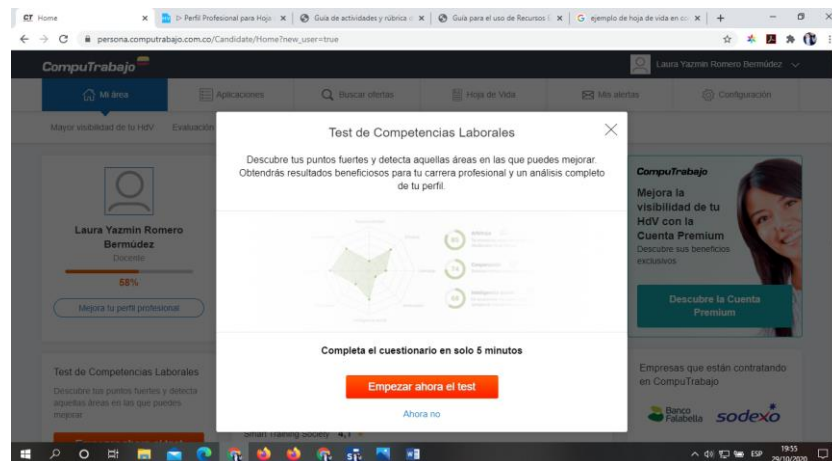 Home
Perfil Profesional para Hoja
Guía de actividades y rúbrica
Guía para el uso de Recursos
ejemplo de hoja de vida en
persona.computrabajo.com.co/Candidate/Home?new_user=true
CompuTrabajo
Laura Yazmin Romero Bermúdez
Mi área
Aplicaciones
Buscar ofertas
Hoja de Vida
Mis alertas
Configuración
Mayor visibilidad de tu HdV
Evaluación
Test de Competencias Laborales
Descubre tus puntos fuertes y detecta aquellas áreas en las que puedes mejorar.
Obtendrás resultados beneficiosos para tu carrera profesional y un análisis completo
de tu perfil.
Completa el cuestionario en solo 5 minutos
Empezar ahora el test
Ahora no
Laura Yazmin Romero
Bermúdez
Docente
58%
Mejora tu perfil profesional
Test de Competencias Laborales
Descubre tus puntos fuertes y detecta
aquellas áreas en las que puedes
mejorar.
Smart Training Society 4,1
CompuTrabajo
Mejora la
visibilidad de tu
HdV con la
Cuenta Premium
Descubre sus beneficios
exclusivos
Descubre la Cuenta
Premium
Empresas que están contratando
en CompuTrabajo
Banco
Falabella
sodexo
ESP
19:55
29/10/2020